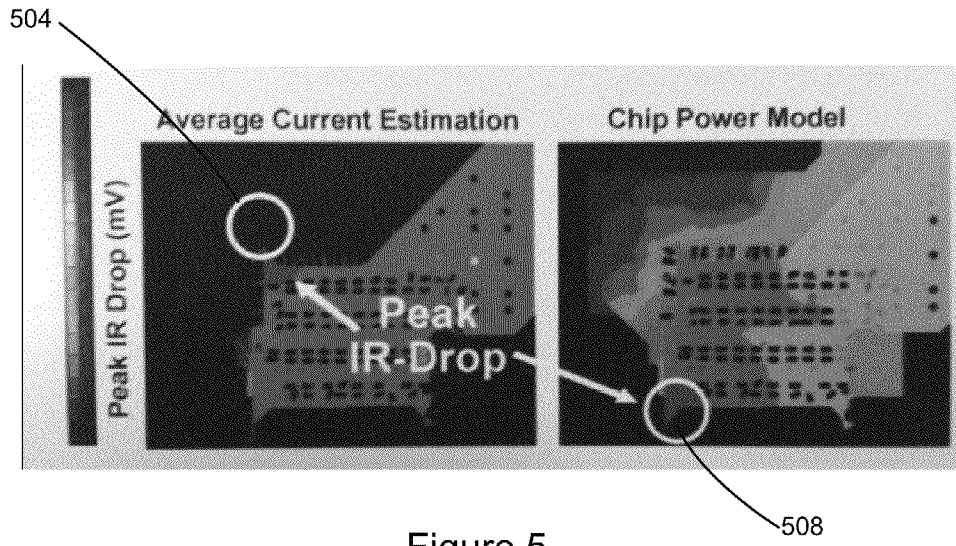 504
Average Current Estimation
Chip Power Model
Peak IR Drop (mV)
Peak
IR-Drop
508
Figure 5